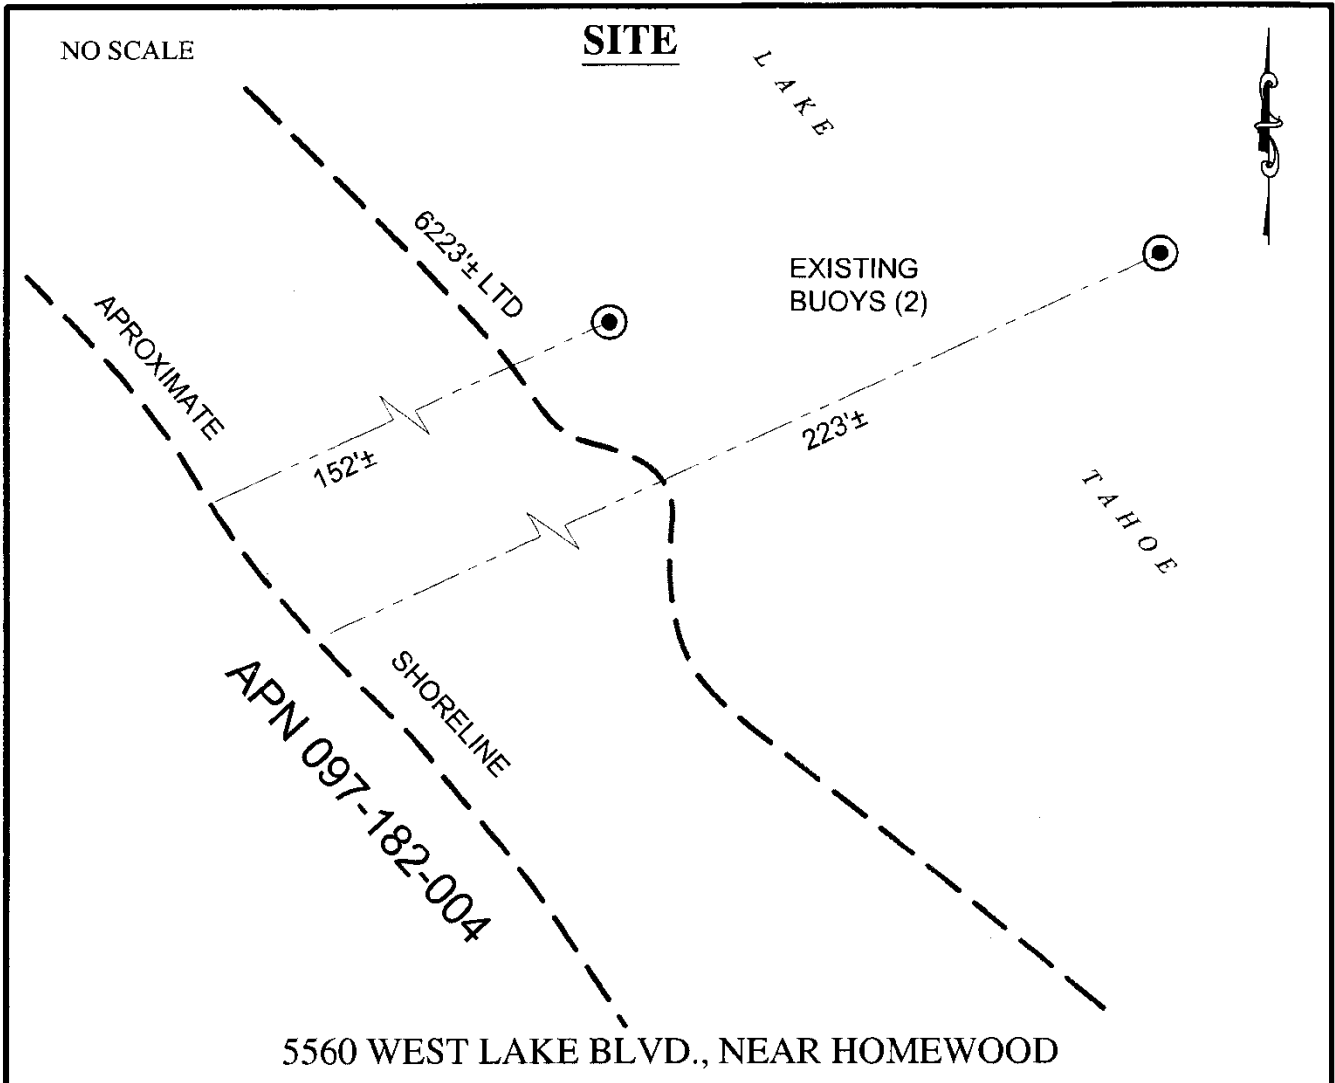 NO SCALE
SITE
LAKE
6223'± LTD
EXISTING
BUOYS (2)
APROXIMATE
152'±
223'±
TAHOE
SHORELINE
APN 097-182-004
5560 WEST LAKE BLVD., NEAR HOMEWOOD